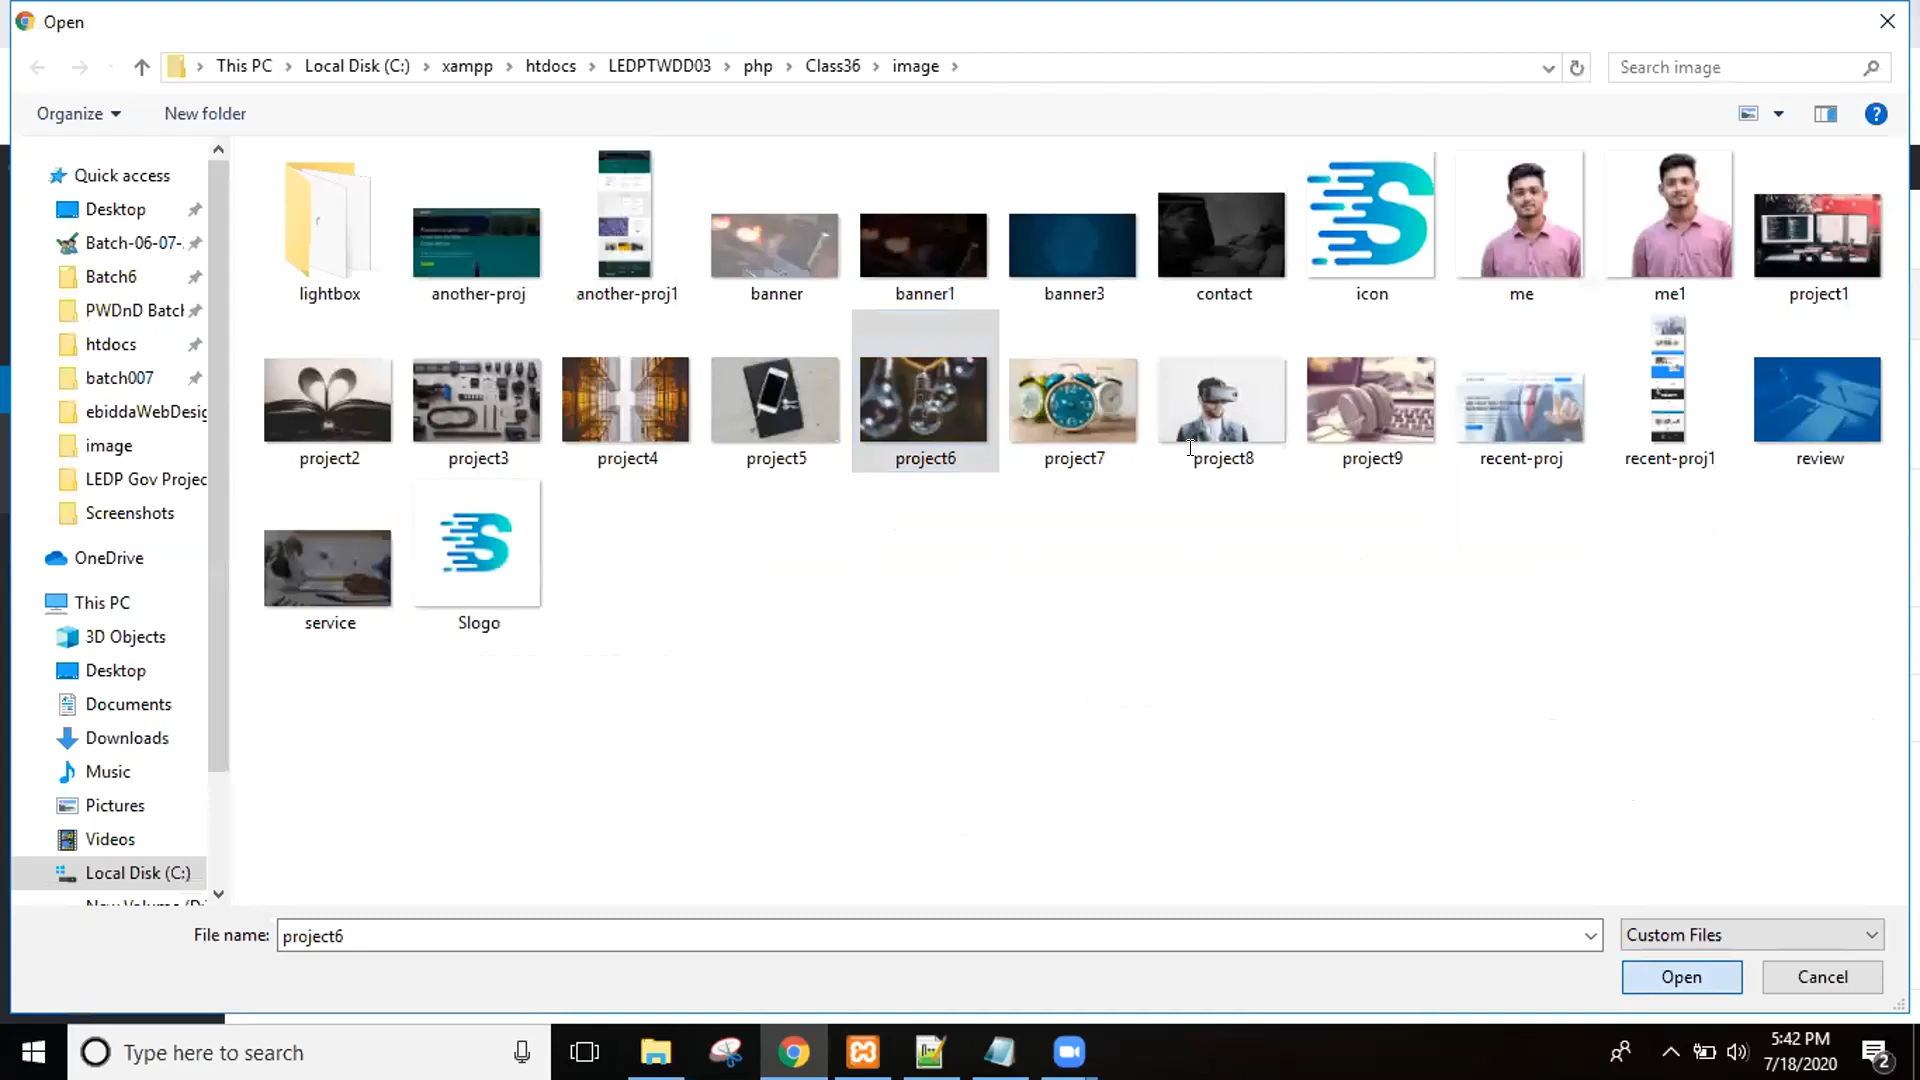 Open
This PC > Local Disk (C:) > xampp > htdocs > LEDPTWDD03 > php > Class36 > image >
Search image
Organize
New folder
Quick access
Desktop
Batch-06-07-
Batch6
PWDnD Batcl
htdocs
batch007
ebiddaWebDesig
image
LEDP Gov Projec
Screenshots
OneDrive
This PC
3D Objects
Desktop
Documents
Downloads
Music
Pictures
Videos
Local Disk (C:)
lightbox
another-proj
another-proj1
banner
banner1
banner3
contact
icon
me
me1
project1
project2
project3
project4
project5
project6
project7
project8
project9
recent-proj
recent-proj1
review
service
Slogo
File name:
project6
Custom Files
Open
Cancel
Type here to search
5:42 PM
7/18/2020
2